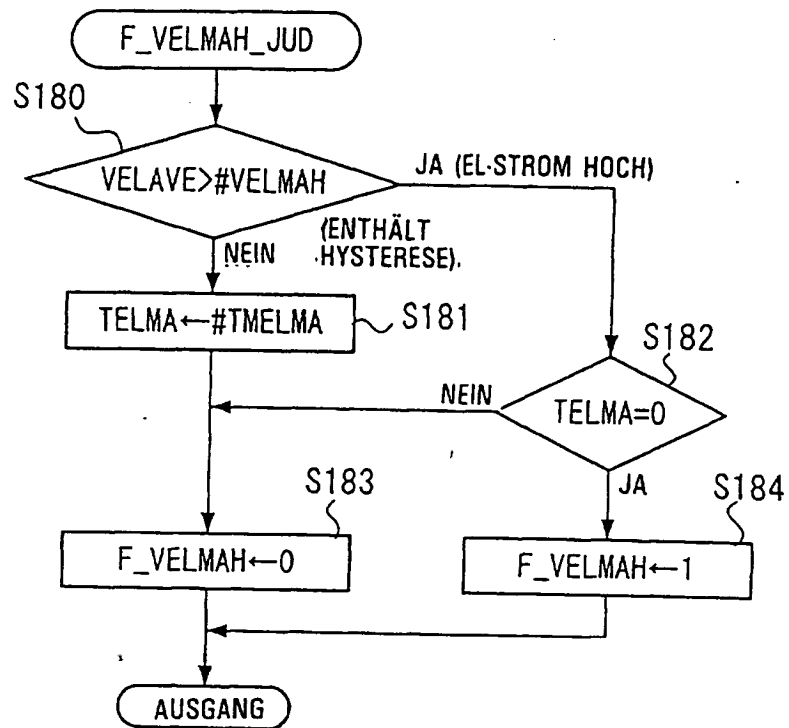 F_VELMAH_JUD
S180
VELAVE>#VELMAH
JA (EL-STROM HOCH)
NEIN
(ENTHÄLT
HYSTERESE).
TELMA←#TMELMA
S181
S182
NEIN
TELMA=0
JA
S183
S184
F_VELMAH←0
F_VELMAH←1
AUSGANG